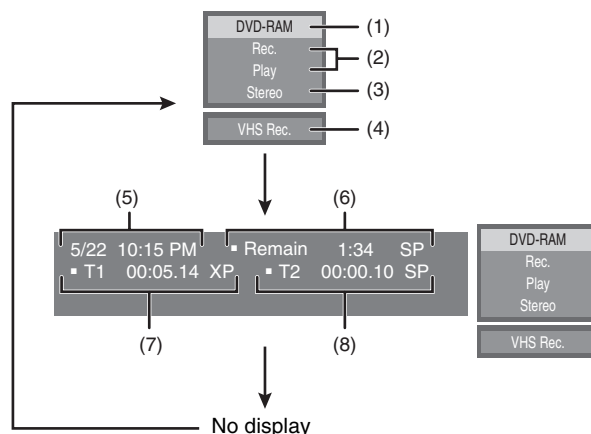 DVD-RAM (1)
Rec. (2)
Play
Stereo (3)
VHS Rec. (4)
(5) (6)
5/22 10:15 PM Remain 1:34 SP
T1 00:05.14 XP T2 00:00.10 SP
(7) (8)
DVD-RAM
Rec.
Play
Stereo
VHS Rec.
No display